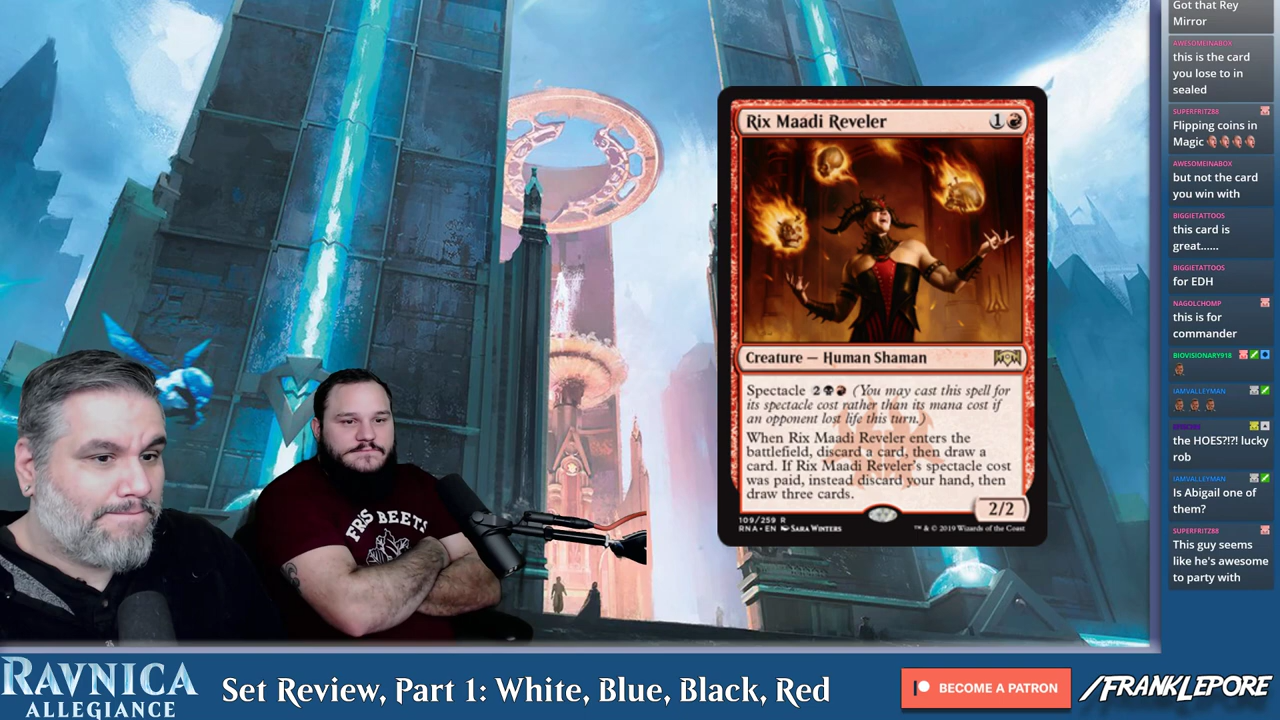 Got that Rey
Mirror
AWESOMEINABOX
this is the card
you lose to in
sealed
SUPERFRITZ88
Flipping coins in
Magic
AWESOMEINABOX
but not the card
you win with
BIGGIETATTOOS
this card is
great......
BIGGIETATTOOS
for EDH
NAGOLCHOMP
this is for
commander
BIOVISIONARY918
IAMVALLEYMAN
the HOES?!?! lucky
rob
IAMVALLEYMAN
Is Abigail one of
them?
SUPERFRITZ88
This guy seems
like he's awesome
to party with
Rix Maadi Reveler 1
Creature — Human Shaman
Spectacle 2 (You may cast this spell for
its spectacle cost rather than its mana cost if
an opponent lost life this turn.)
When Rix Maadi Reveler enters the
battlefield, discard a card, then draw a
card. If Rix Maadi Reveler's spectacle cost
was paid, instead discard your hand, then
draw three cards.
2/2
109/259 R
RNA • EN SARA WINTERS
™ & © 2019 Wizards of the Coast
FRIS BEETS
RAVNICA
ALLEGIANCE
Set Review, Part 1: White, Blue, Black, Red
BECOME A PATRON
/FRANKLEPORE